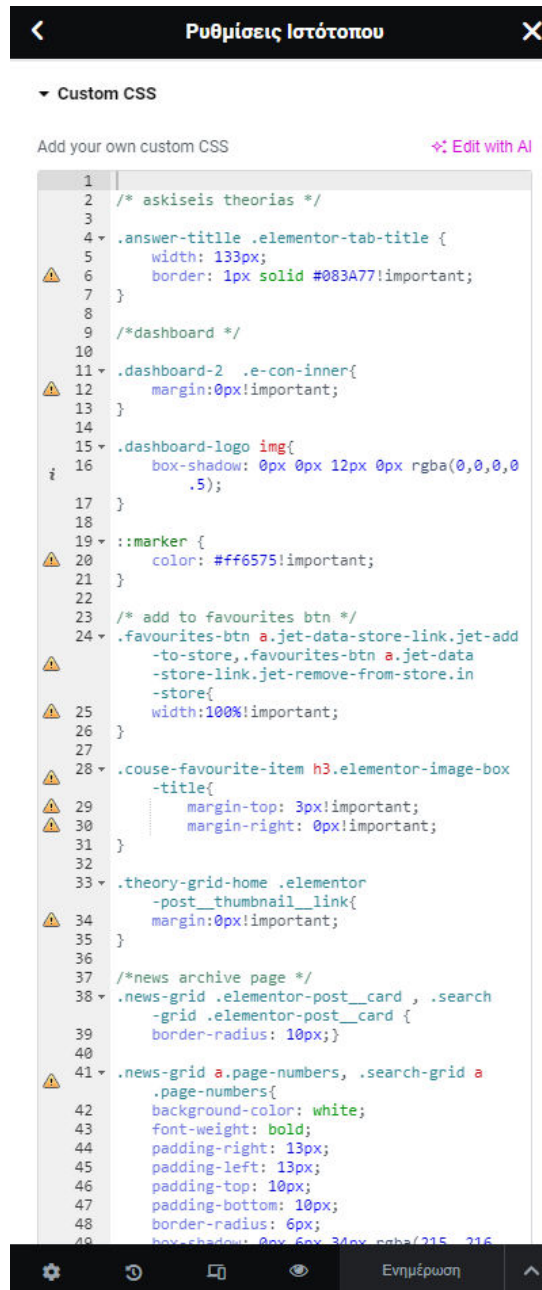 Ρυθμίσεις Ιστότοπου
Custom CSS
Add your own custom CSS
Edit with AI
1
2 /* askiseis theorias */
3
4 .answer-titlle .elementor-tab-title {
5 width: 133px;
6 border: 1px solid #083A77!important;
7 }
8
9 /*dashboard */
10
11 .dashboard-2  .e-con-inner{
12 margin:0px!important;
13 }
14
15 .dashboard-logo img{
16 box-shadow: 0px 0px 12px 0px rgba(0,0,0,0
.5);
17 }
18
19 ::marker {
20 color: #ff6575!important;
21 }
22
23 /* add to favourites btn */
24 .favourites-btn a.jet-data-store-link.jet-add
-to-store,.favourites-btn a.jet-data
-store-link.jet-remove-from-store.in
-store{
25 width:100%!important;
26 }
27
28 .couse-favourite-item h3.elementor-image-box
-title{
29 margin-top: 3px!important;
30 margin-right: 0px!important;
31 }
32
33 .theory-grid-home .elementor
-post__thumbnail__link{
34 margin:0px!important;
35 }
36
37 /*news archive page */
38 .news-grid .elementor-post__card , .search
-grid .elementor-post__card {
39 border-radius: 10px;}
40
41 .news-grid a.page-numbers, .search-grid a
.page-numbers{
42 background-color: white;
43 font-weight: bold;
44 padding-right: 13px;
45 padding-left: 13px;
46 padding-top: 10px;
47 padding-bottom: 10px;
48 border-radius: 6px;
49 box-shadow: 0px 6px 34px rgba(215, 216
Ενημέρωση